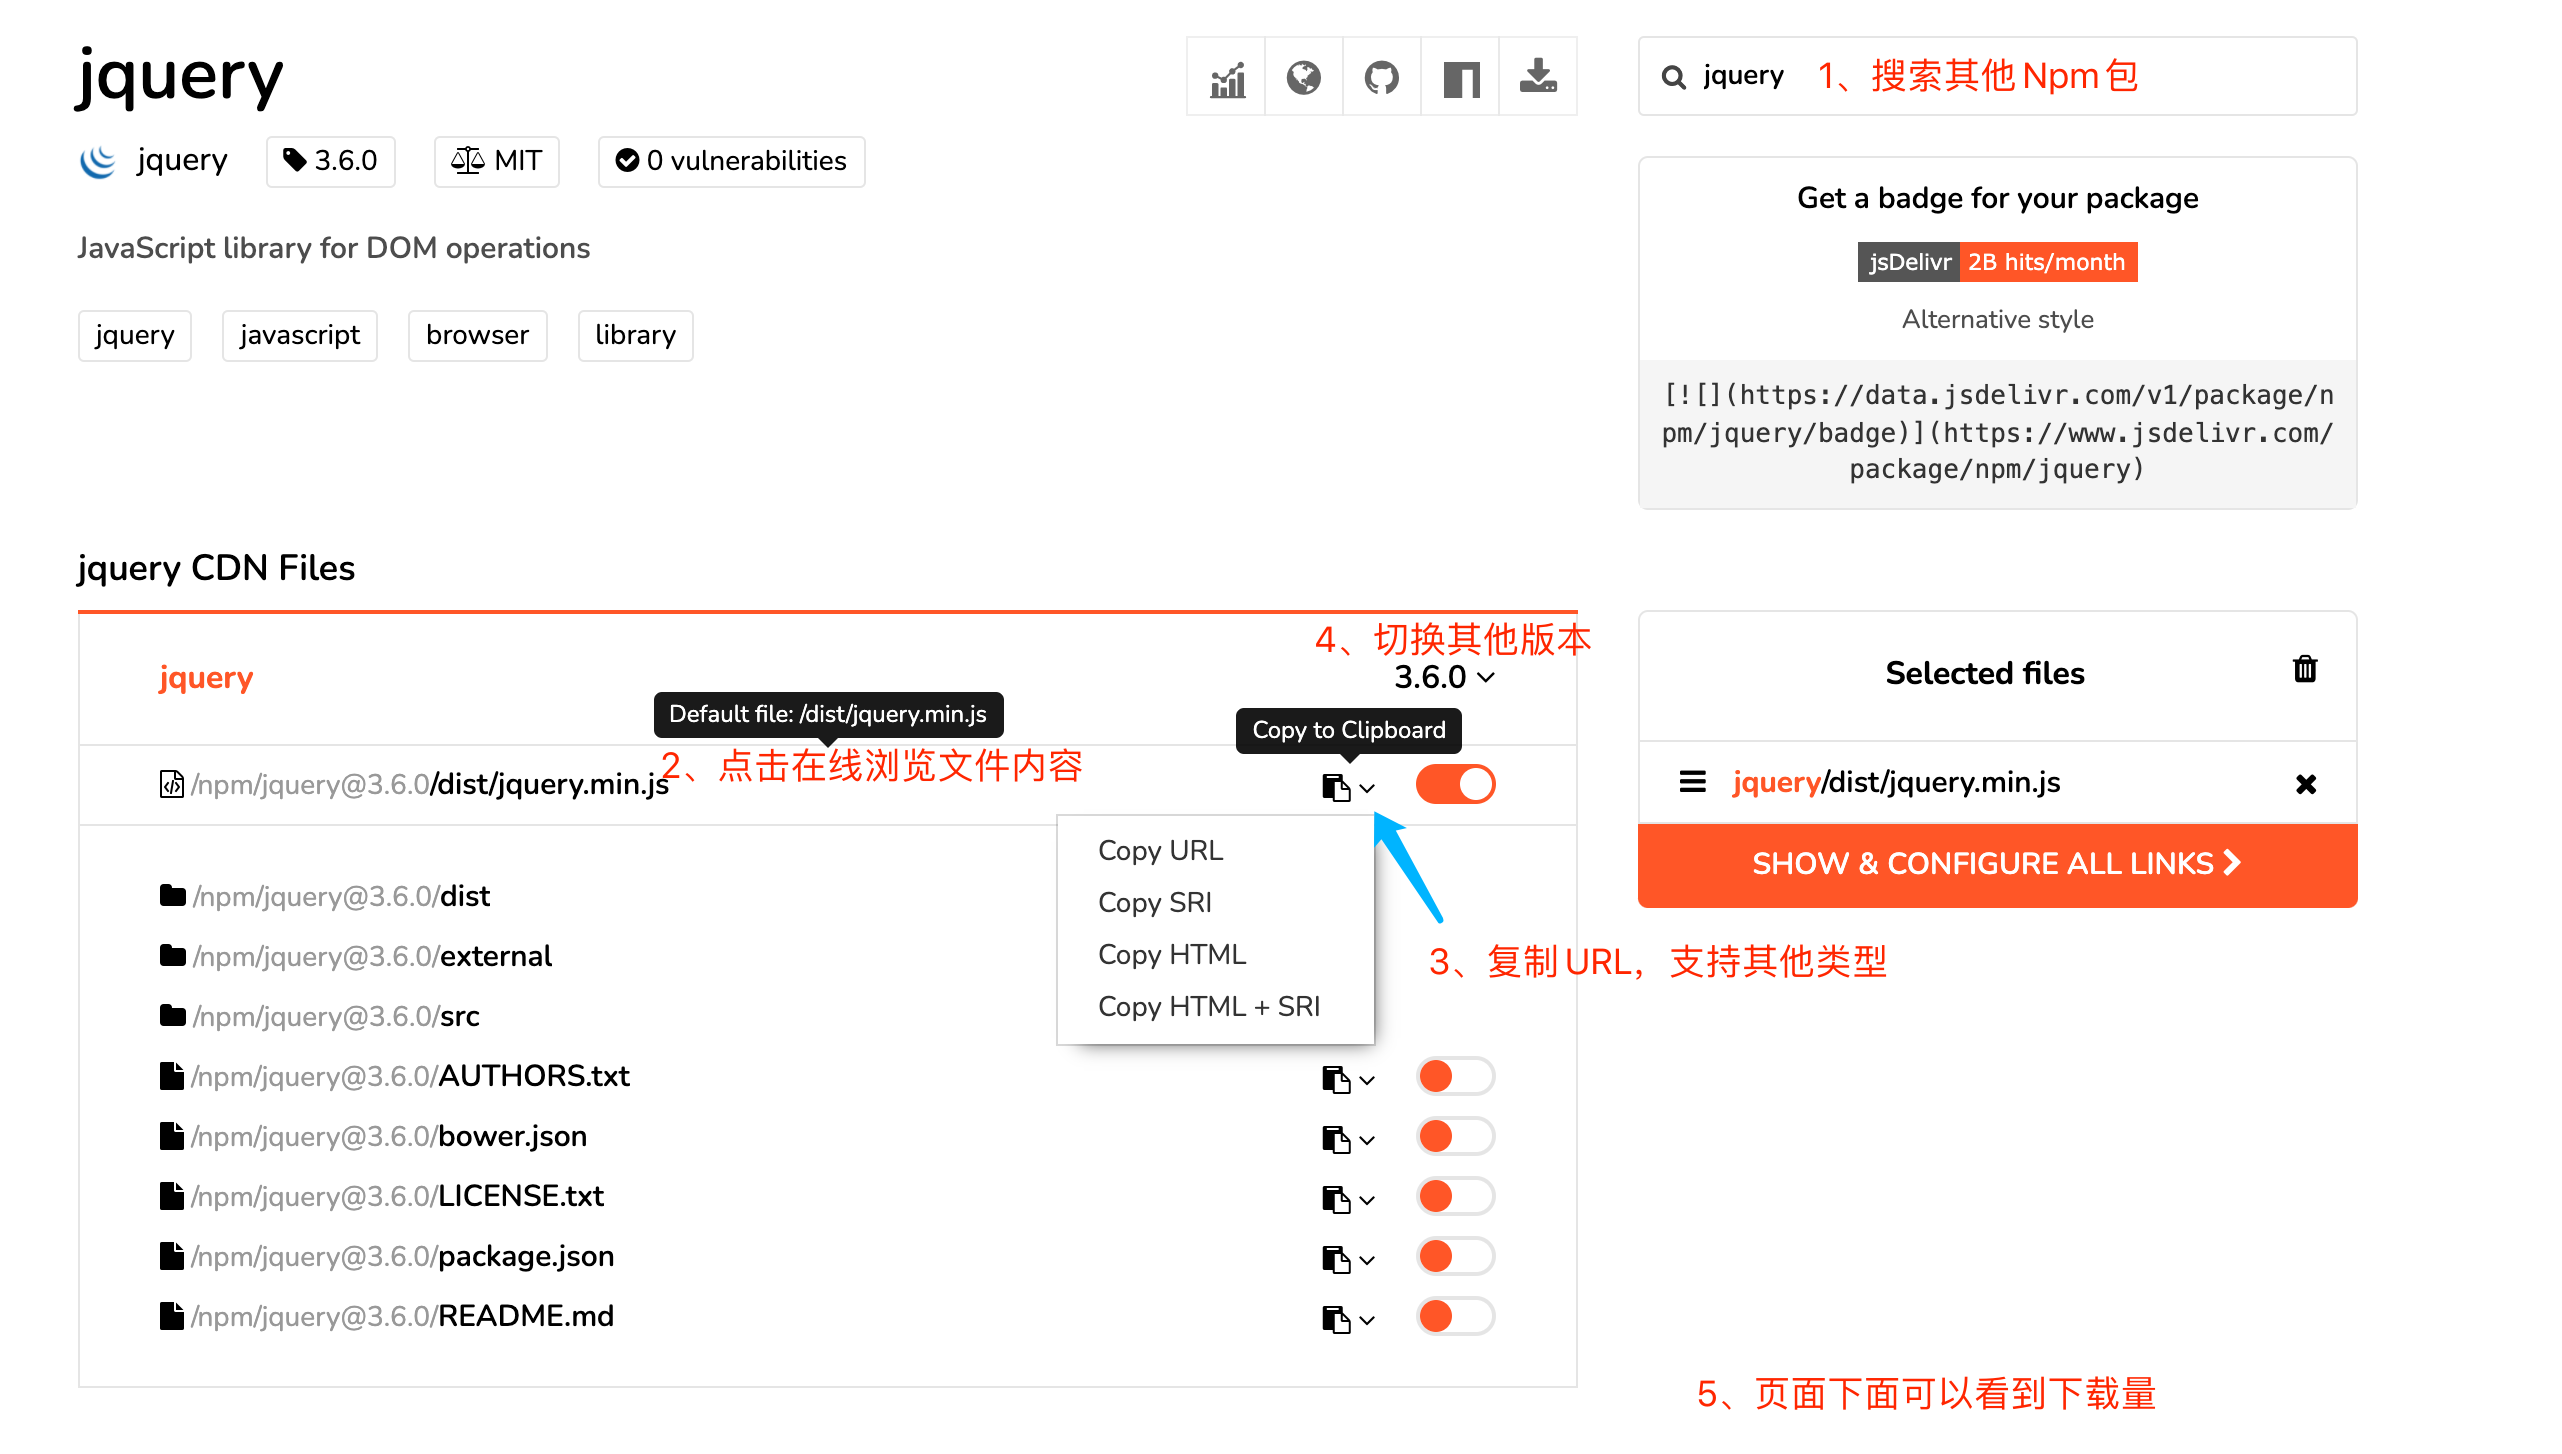 jquery
jquery
3.6.0
MIT
0 vulnerabilities
JavaScript library for DOM operations
jquery
javascript
browser
library
jquery
1、搜索其他Npm包
Get a badge for your package
jsDelivr 2B hits/month
Alternative style
[![](https://data.jsdelivr.com/v1/package/n
pm/jquery/badge)](https://www.jsdelivr.com/
package/npm/jquery)
jquery CDN Files
4、切换其他版本
jquery
3.6.0
Default file: /dist/jquery.min.js
Copy to Clipboard
2、点击在线浏览文件内容
/npm/jquery@3.6.0/dist/jquery.min.js
Copy URL
Copy SRI
Copy HTML
Copy HTML + SRI
3、复制URL，支持其他类型
/npm/jquery@3.6.0/dist
/npm/jquery@3.6.0/external
/npm/jquery@3.6.0/src
/npm/jquery@3.6.0/AUTHORS.txt
/npm/jquery@3.6.0/bower.json
/npm/jquery@3.6.0/LICENSE.txt
/npm/jquery@3.6.0/package.json
/npm/jquery@3.6.0/README.md
Selected files
jquery/dist/jquery.min.js
SHOW & CONFIGURE ALL LINKS
5、页面下面可以看到下载量